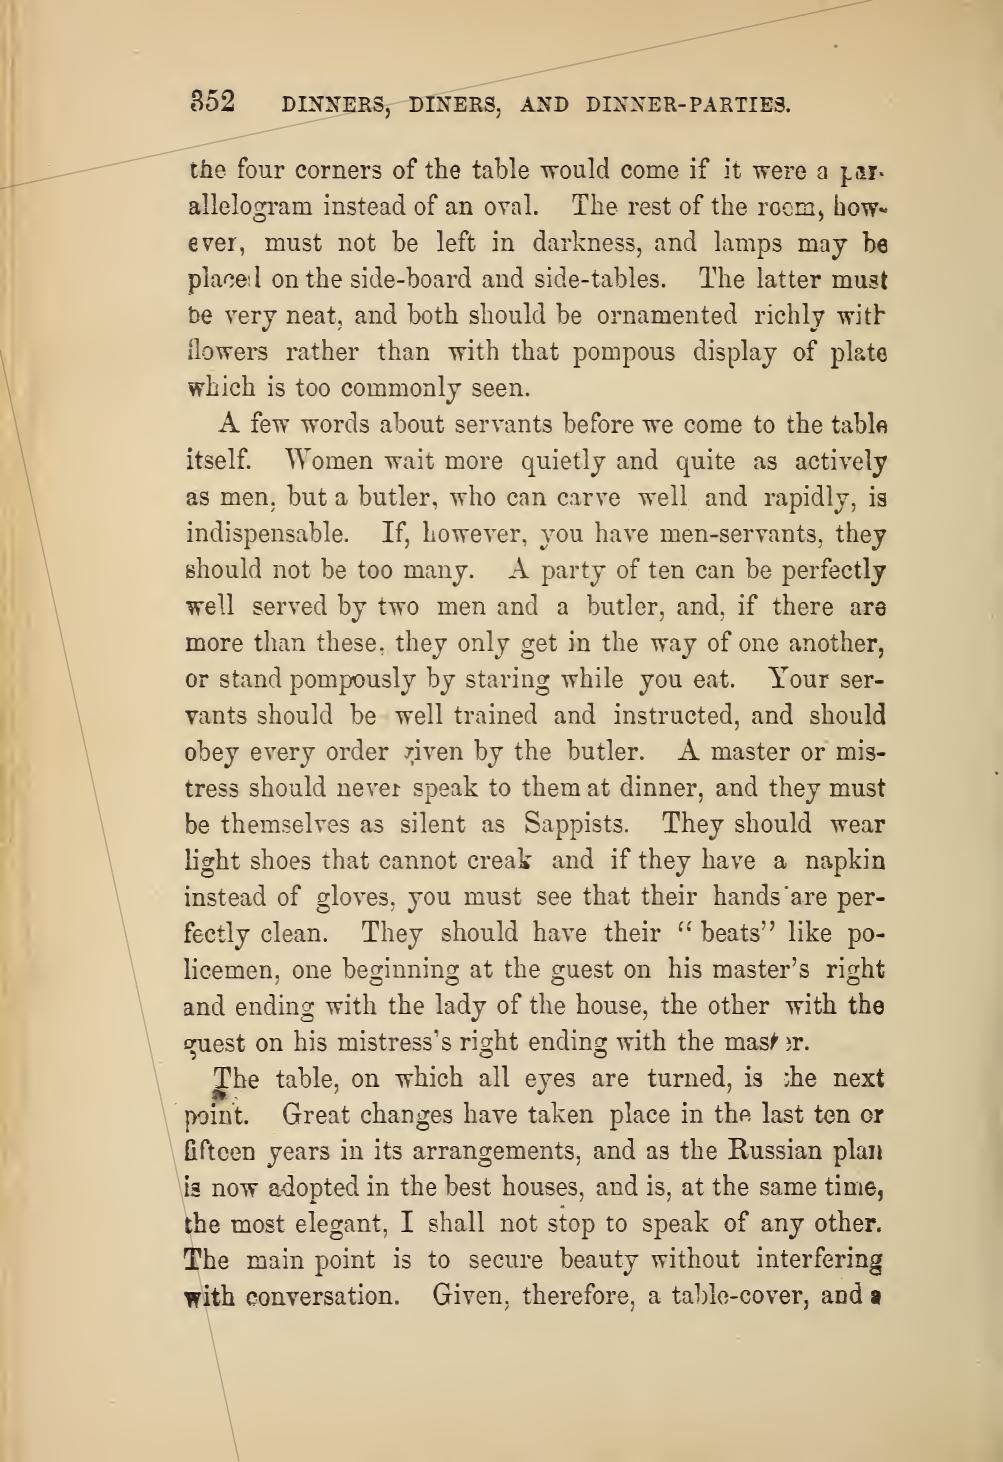 352 DINNERS, DINERS, AND DINNER-PARTIES.
the four corners of the table would come if it were a par-
allelogram instead of an oval. The rest of the room, how-
ever, must not be left in darkness, and lamps may be
placed on the side-board and side-tables. The latter must
be very neat, and both should be ornamented richly with
flowers rather than with that pompous display of plate
which is too commonly seen.
A few words about servants before we come to the table
itself. Women wait more quietly and quite as actively
as men, but a butler, who can carve well and rapidly, is
indispensable. If, however, you have men-servants, they
should not be too many. A party of ten can be perfectly
well served by two men and a butler, and, if there are
more than these, they only get in the way of one another,
or stand pompously by staring while you eat. Your ser-
vants should be well trained and instructed, and should
obey every order given by the butler. A master or mis-
tress should never speak to them at dinner, and they must
be themselves as silent as Sappists. They should wear
light shoes that cannot creak and if they have a napkin
instead of gloves, you must see that their hands are per-
fectly clean. They should have their "beats" like po-
licemen, one beginning at the guest on his master's right
and ending with the lady of the house, the other with the
guest on his mistress's right ending with the master.
The table, on which all eyes are turned, is the next
point. Great changes have taken place in the last ten or
fifteen years in its arrangements, and as the Russian plan
is now adopted in the best houses, and is, at the same time,
the most elegant, I shall not stop to speak of any other.
The main point is to secure beauty without interfering
with conversation. Given, therefore, a table-cover, and a